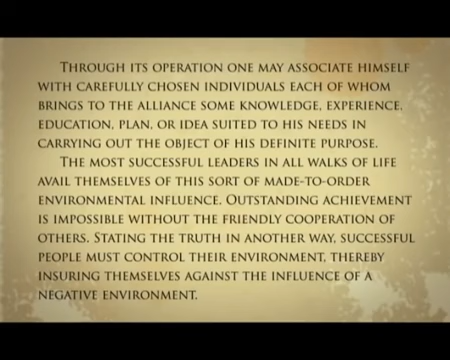 THROUGH ITS OPERATION ONE MAY ASSOCIATE HIMSELF
WITH CAREFULLY CHOSEN INDIVIDUALS EACH OF WHOM
BRINGS TO THE ALLIANCE SOME KNOWLEDGE, EXPERIENCE,
EDUCATION, PLAN, OR IDEA SUITED TO HIS NEEDS IN
CARRYING OUT THE OBJECT OF HIS DEFINITE PURPOSE.
THE MOST SUCCESSFUL LEADERS IN ALL WALKS OF LIFE
AVAIL THEMSELVES OF THIS SORT OF MADE-TO-ORDER
ENVIRONMENTAL INFLUENCE. OUTSTANDING ACHIEVEMENT
IS IMPOSSIBLE WITHOUT THE FRIENDLY COOPERATION OF
OTHERS. STATING THE TRUTH IN ANOTHER WAY, SUCCESSFUL
PEOPLE MUST CONTROL THEIR ENVIRONMENT, THEREBY
INSURING THEMSELVES AGAINST THE INFLUENCE OF A
NEGATIVE ENVIRONMENT.